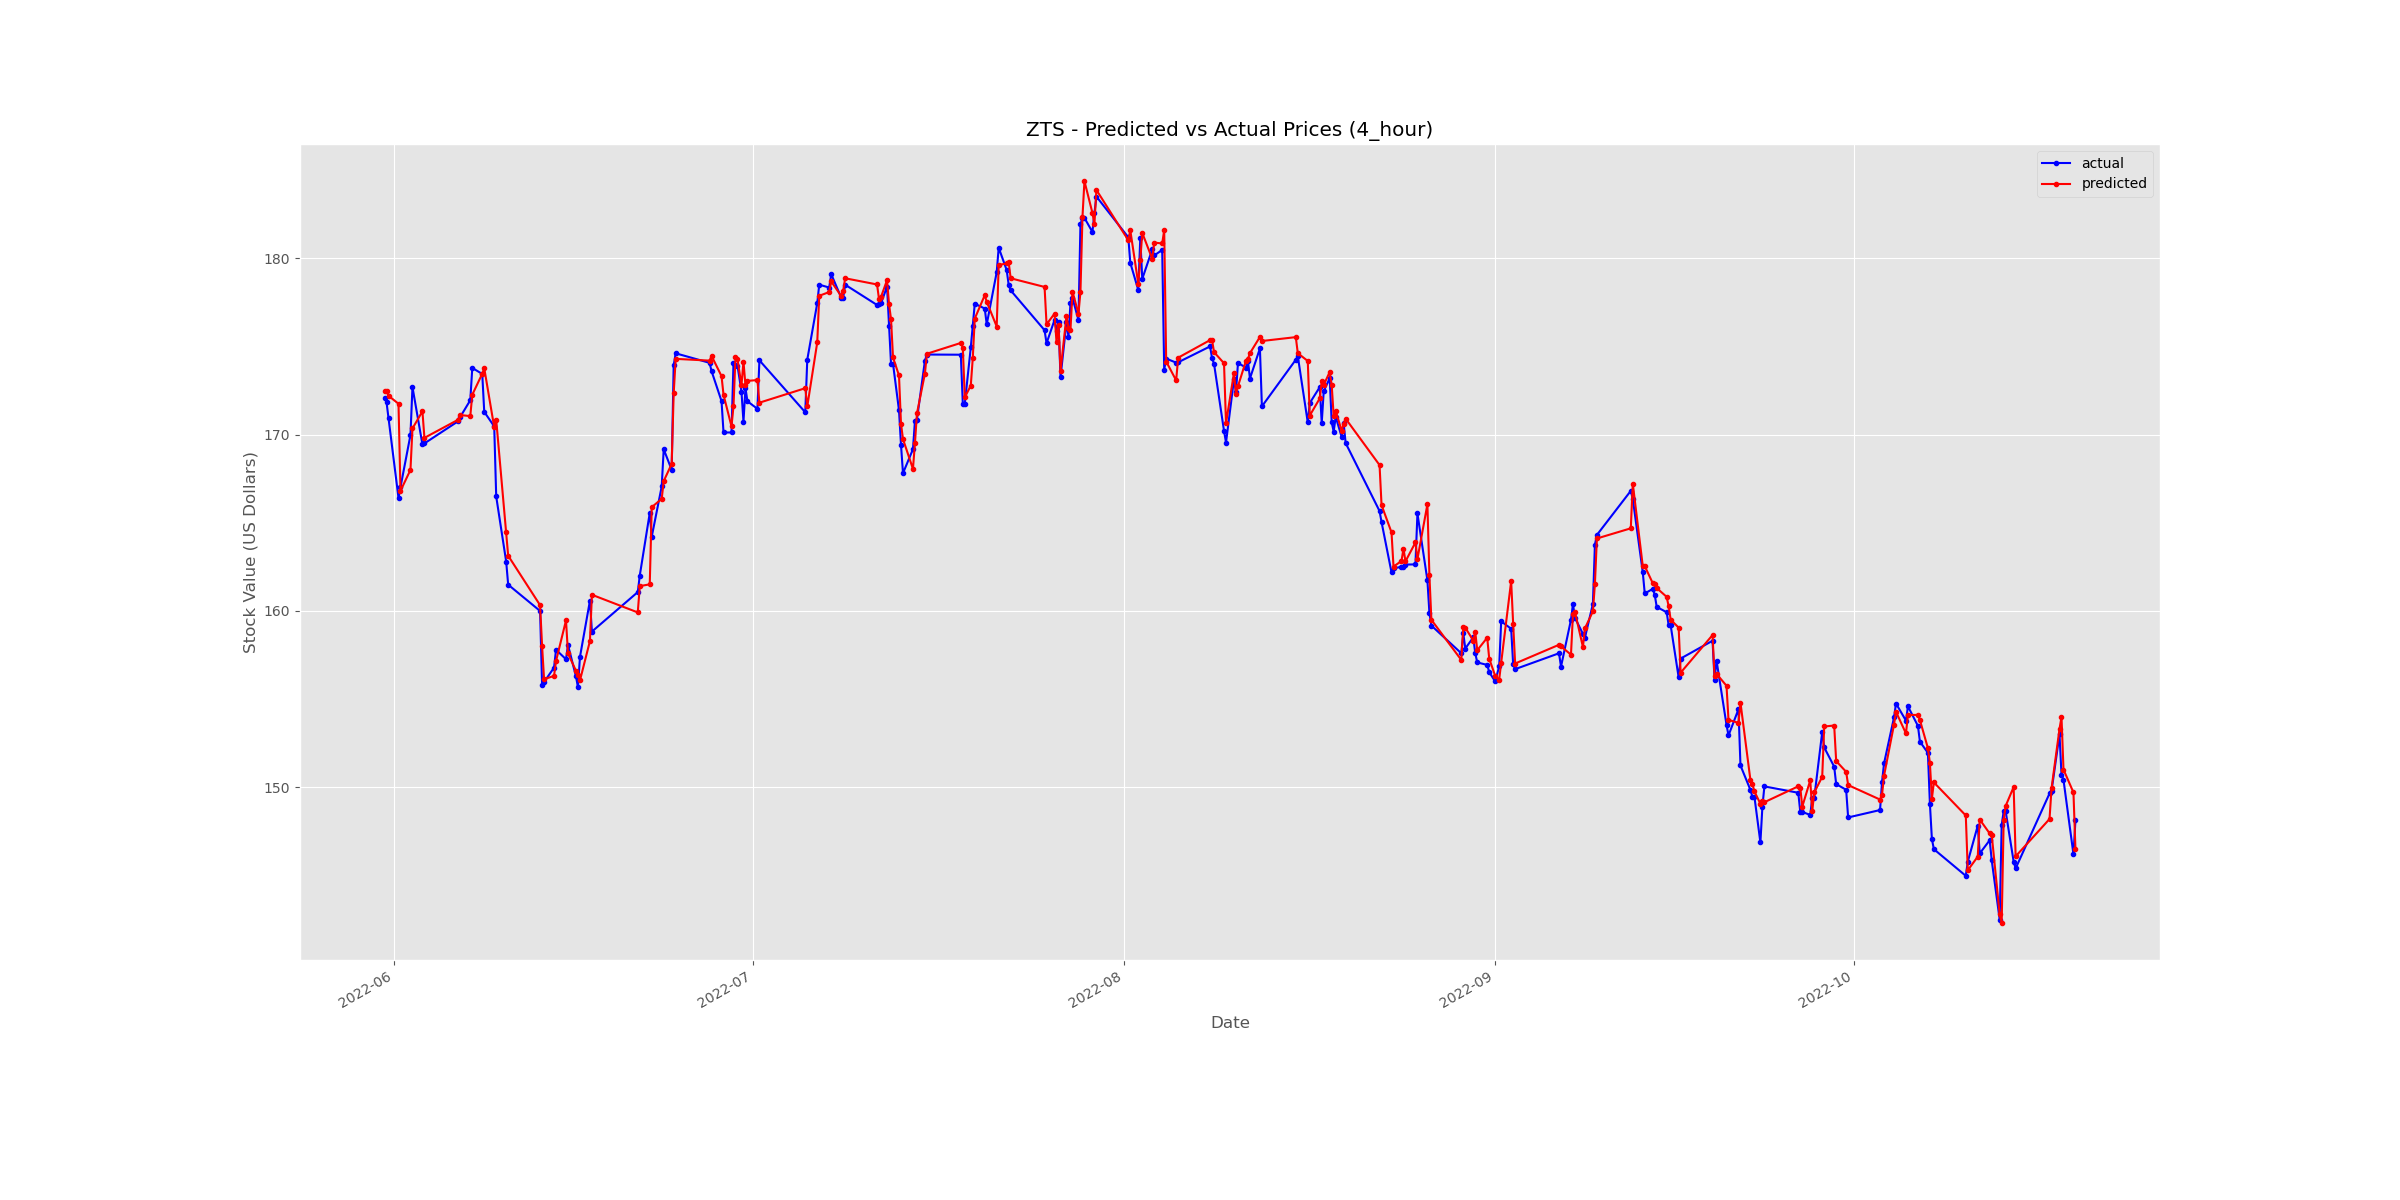 ZTS - Predicted vs Actual Prices (4_hour)
actual
predicted
Stock Value (US Dollars)
180
170
160
150
2022-06
2022-07
2022-08
2022-09
2022-10
Date